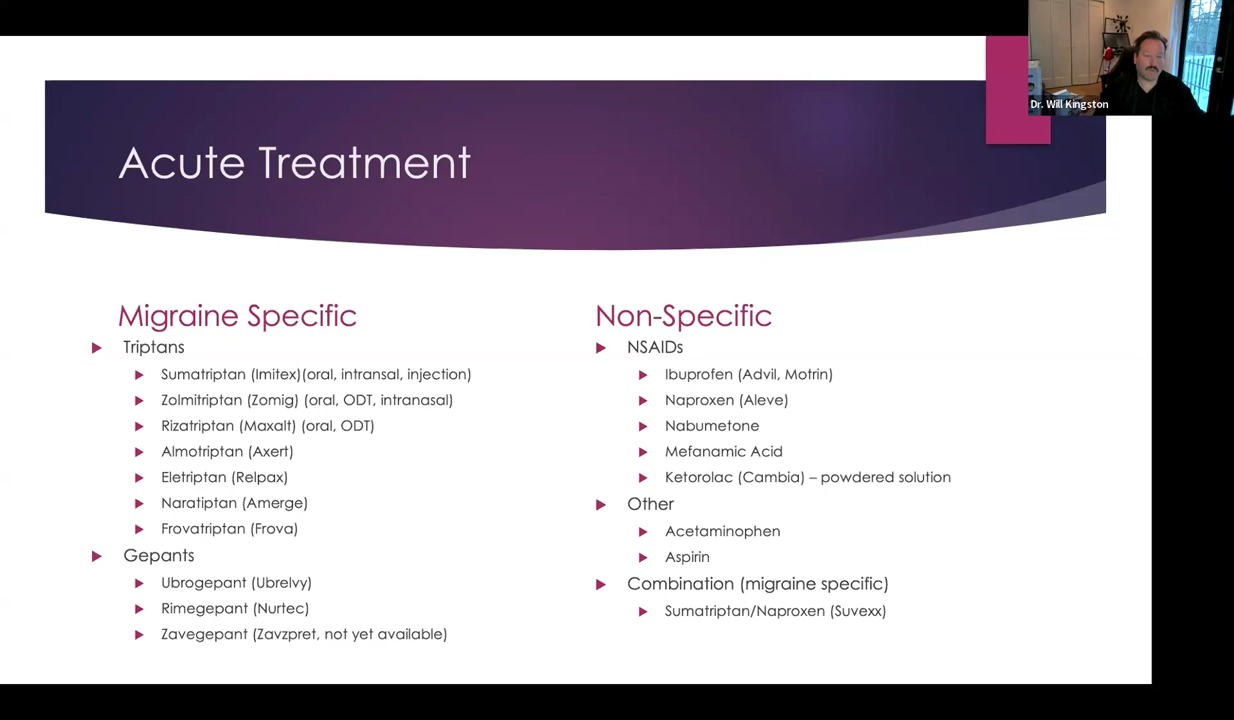 Dr. Will Kingston
Acute Treatment
Migraine Specific
Triptans
Sumatriptan (Imitex)(oral, intransal, injection)
Zolmitriptan (Zomig) (oral, ODT, intranasal)
Rizatriptan (Maxalt) (oral, ODT)
Almotriptan (Axert)
Eletriptan (Relpax)
Naratiptan (Amerge)
Frovatriptan (Frova)
Gepants
Ubrogepant (Ubrelvy)
Rimegepant (Nurtec)
Zavegepant (Zavzpret, not yet available)
Non-Specific
NSAIDs
Ibuprofen (Advil, Motrin)
Naproxen (Aleve)
Nabumetone
Mefanamic Acid
Ketorolac (Cambia) – powdered solution
Other
Acetaminophen
Aspirin
Combination (migraine specific)
Sumatriptan/Naproxen (Suvexx)